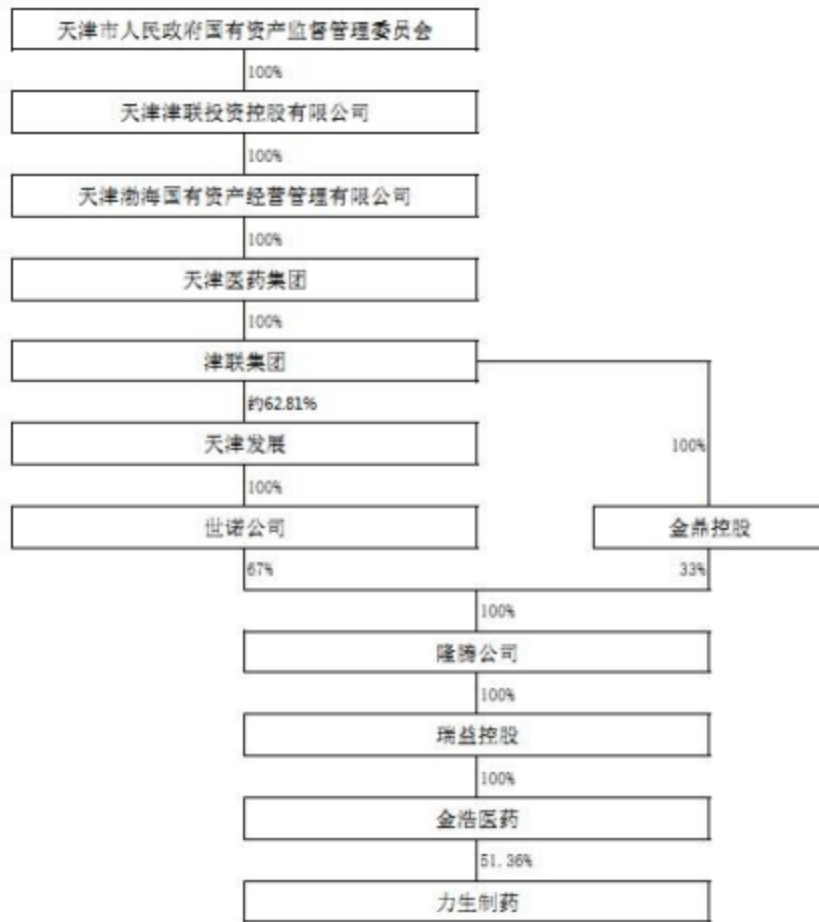 天津市人民政府国有资产监督管理委员会
100%
天津津联投资控股有限公司
100%
天津渤海国有资产经营管理有限公司
100%
天津医药集团
100%
津联集团
约62.81%
天津发展
100%
100%
世诺公司
金鼎控股
67%
33%
100%
隆腾公司
100%
瑞益控股
100%
金浩医药
51.36%
力生制药